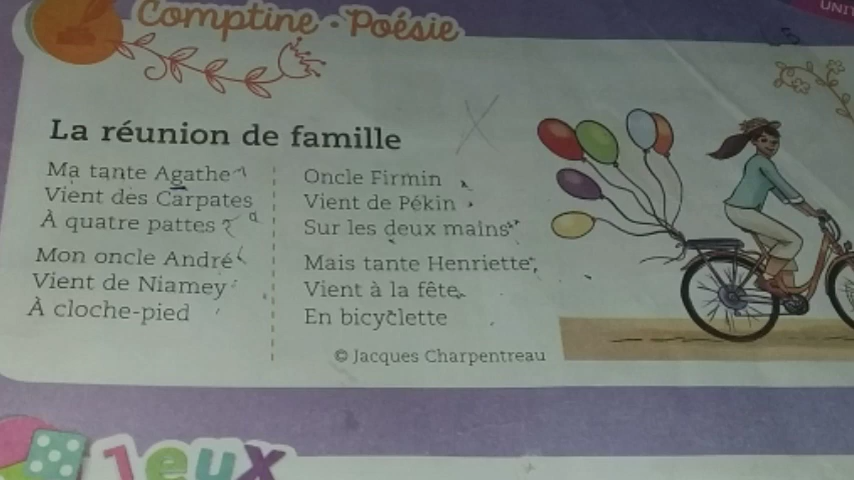 UNIT
Comptine • Poésie
La réunion de famille
Ma tante Agathe
Vient des Carpates
À quatre pattes
Mon oncle André
Vient de Niamey
À cloche-pied
Oncle Firmin
Vient de Pékin
Sur les deux mains
Mais tante Henriette,
Vient à la fête
En bicyclette
© Jacques Charpentreau
Jeux